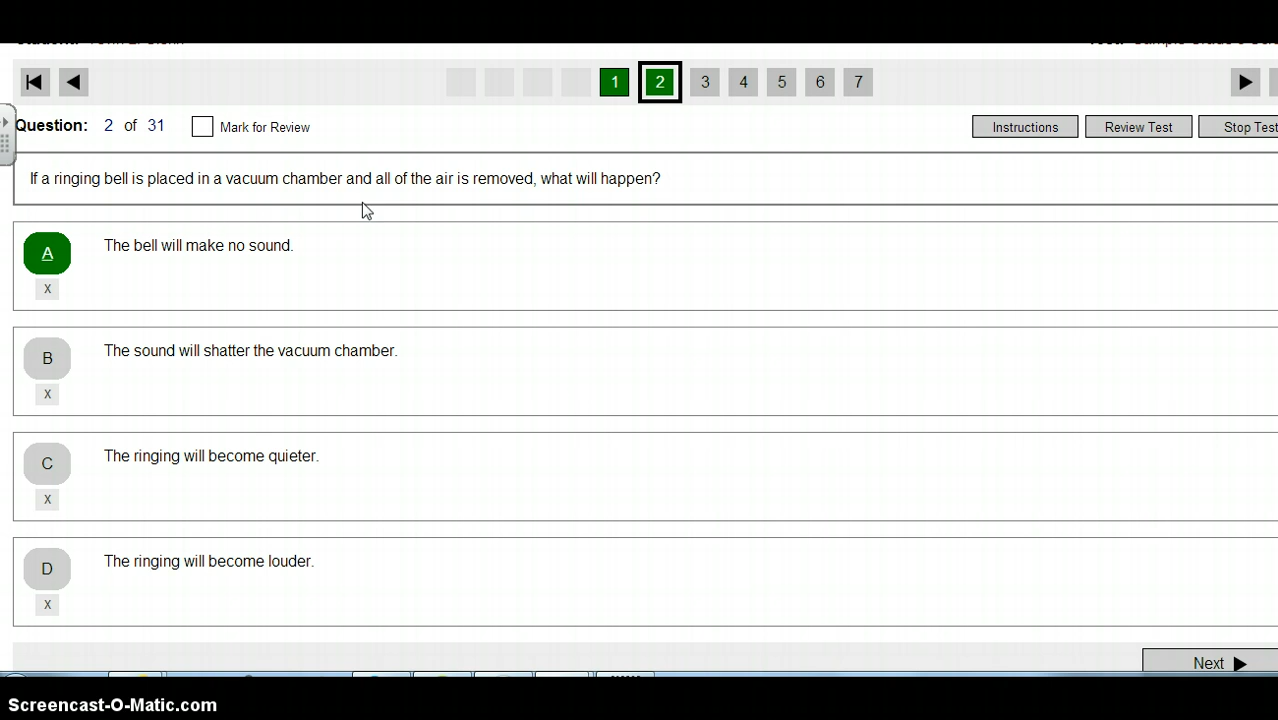 1 2 3 4 5 6 7
Question: 2 of 31 Mark for Review Instructions Review Test Stop Test
If a ringing bell is placed in a vacuum chamber and all of the air is removed, what will happen?
A The bell will make no sound.
X
B The sound will shatter the vacuum chamber.
X
C The ringing will become quieter.
X
D The ringing will become louder.
X
Next
Screencast-O-Matic.com